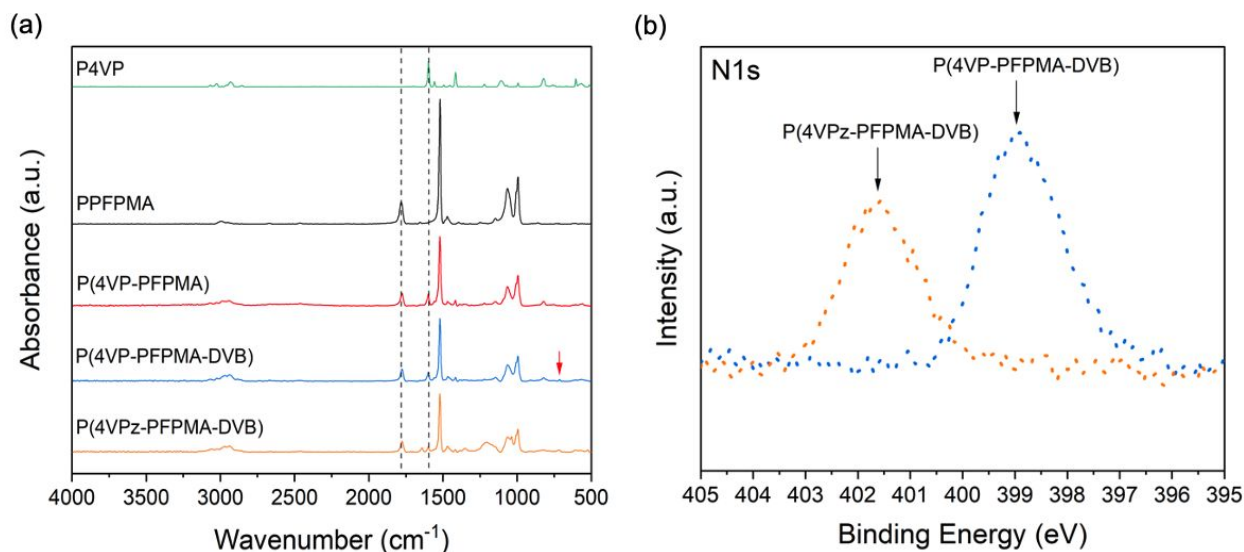 (a)
P4VP
PPFPMA
P(4VP-PFPMA)
P(4VP-PFPMA-DVB)
P(4VPz-PFPMA-DVB)
Absorbance (a.u.)
4000 3500 3000 2500 2000 1500 1000 500
Wavenumber (cm⁻¹)
(b)
N1s
P(4VP-PFPMA-DVB)
P(4VPz-PFPMA-DVB)
Intensity (a.u.)
405 404 403 402 401 400 399 398 397 396 395
Binding Energy (eV)